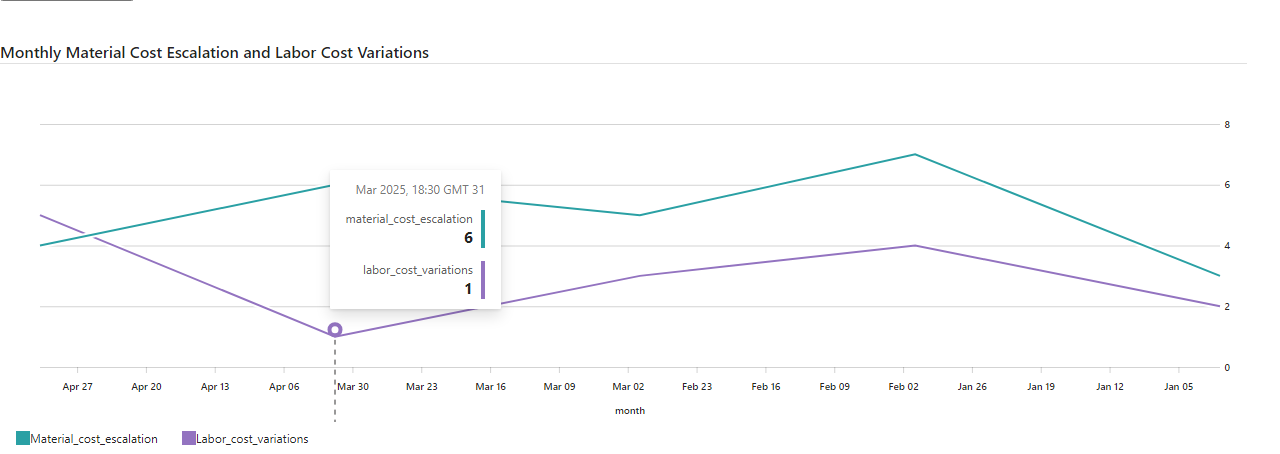 Monthly Material Cost Escalation and Labor Cost Variations
8
Mar 2025, 18:30 GMT 31
material_cost_escalation
6
6
labor_cost_variations
4
1
2
0
Apr 27 Apr 20 Apr 13 Apr 06 Mar 30 Mar 23 Mar 16 Mar 09 Mar 02 Feb 23 Feb 16 Feb 09 Feb 02 Jan 26 Jan 19 Jan 12 Jan 05
month
Material_cost_escalation Labor_cost_variations